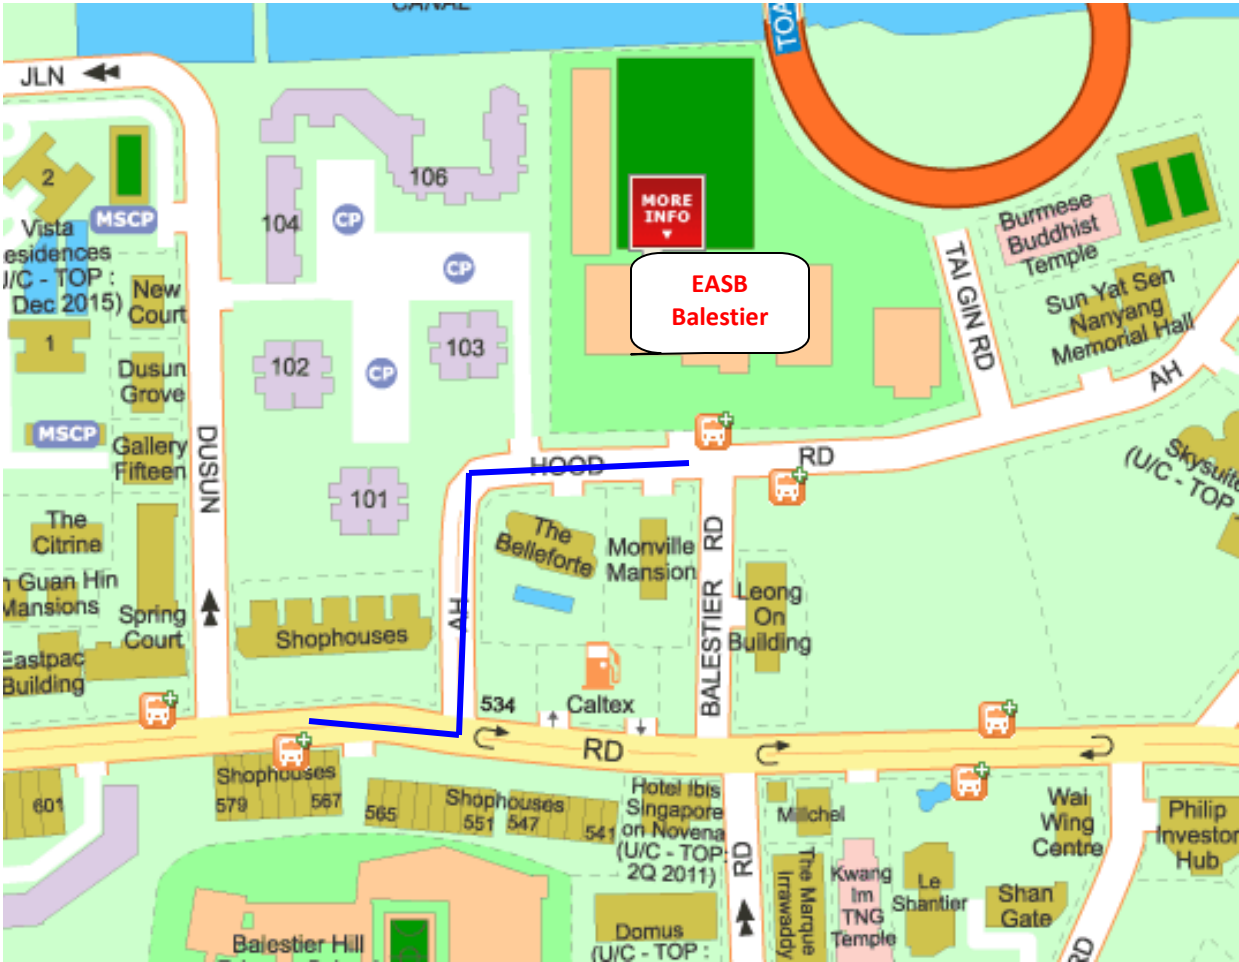 CANAL
TOA
JLN
2
MSCP
106
104
CP
MORE
INFO
Burmese
Buddhist
Temple
Vista
esidences
U/C - TOP :
Dec 2015)
CP
TAI GIN RD
EASB
Balestier
New
Court
Sun Yat Sen
Nanyang
Memorial Hall
1
102
103
CP
Dusun
Grove
AH
MSCP
Gallery
Fifteen
DUSUN
HOOD
RD
Skysuite
(U/C - TOP
101
The
Citrine
The
Belleforte
Monville
Mansion
BALESTIER RD
n Guan Hin
Mansions
Spring
Court
Shophouses
AH
Leong
On
Building
Eastpac
Building
534
Caltex
RD
601
Shophouses
579
567
565
Shophouses
551
547
541
Hotel Ibis
Singapore
on Novena
(U/C - TOP
2Q 2011)
RD
Millchel
Wai
Wing
Centre
Philip
Investor
Hub
The Marque
Irrawaddy
Kwang
Im
TNG
Temple
Le
Shantier
Shan
Gate
Balestier Hill
Domus
(U/C - TOP :
RD